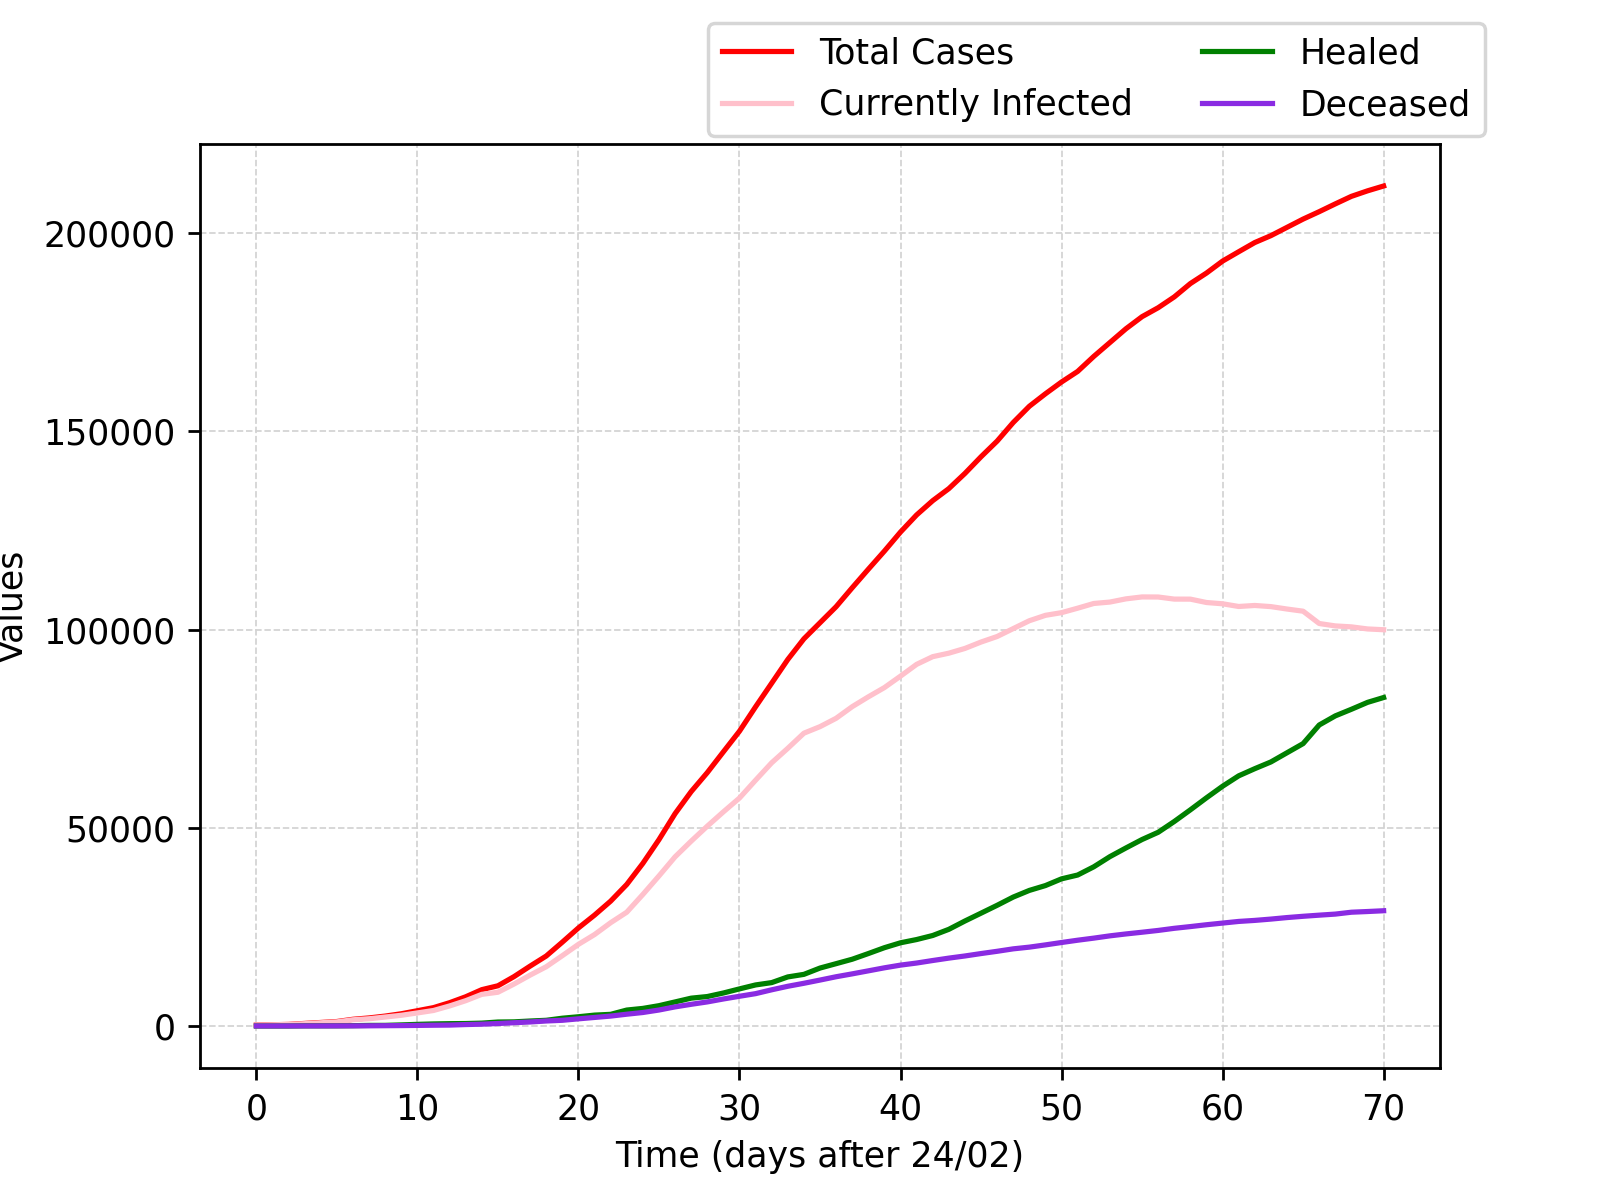 Total Cases
Currently Infected
Healed
Deceased
200000
150000
100000
50000
0
Values
0 10 20 30 40 50 60 70
Time (days after 24/02)